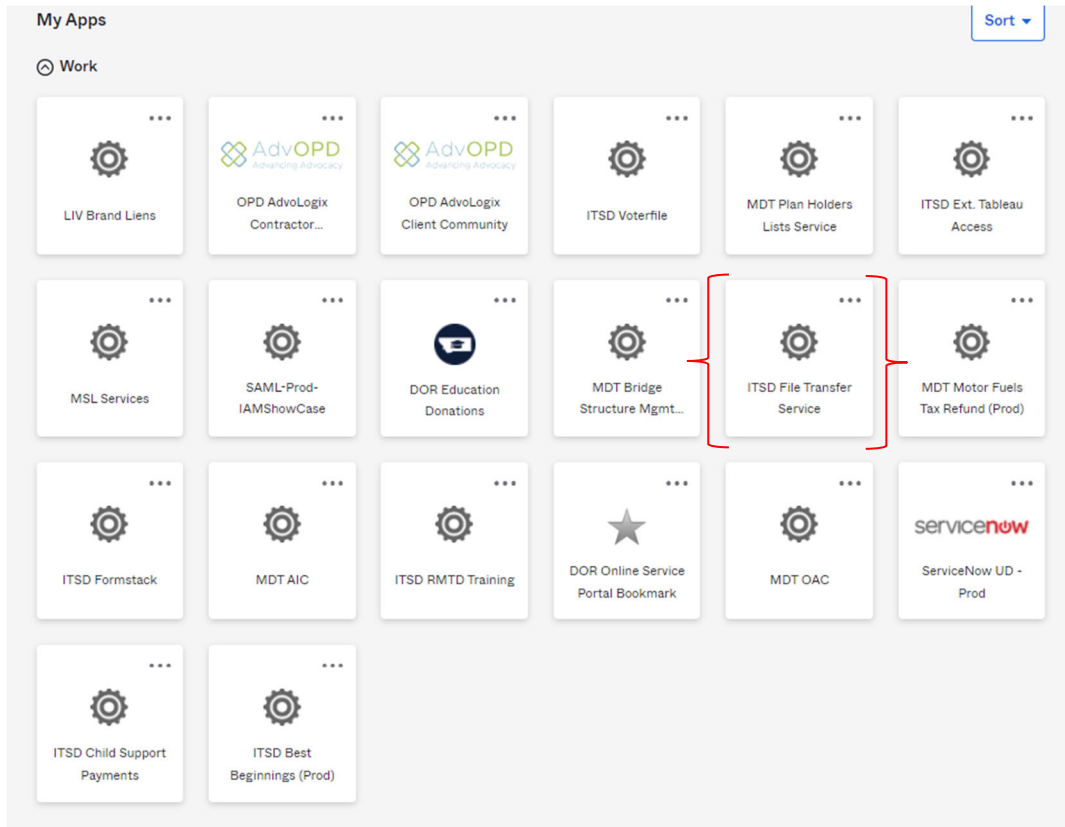 My Apps
Sort
Work
LIV Brand Liens
AdvOPD
Advancing Advocacy
OPD AdvoLogix
Contractor...
AdvOPD
Advancing Advocacy
OPD AdvoLogix
Client Community
ITSD Voterfile
MDT Plan Holders
Lists Service
ITSD Ext. Tableau
Access
MSL Services
SAML-Prod-
IAMShowCase
DOR Education
Donations
MDT Bridge
Structure Mgmt...
ITSD File Transfer
Service
MDT Motor Fuels
Tax Refund (Prod)
ITSD Formstack
MDT AIC
ITSD RMTD Training
DOR Online Service
Portal Bookmark
MDT OAC
servicenow
ServiceNow UD -
Prod
ITSD Child Support
Payments
ITSD Best
Beginnings (Prod)